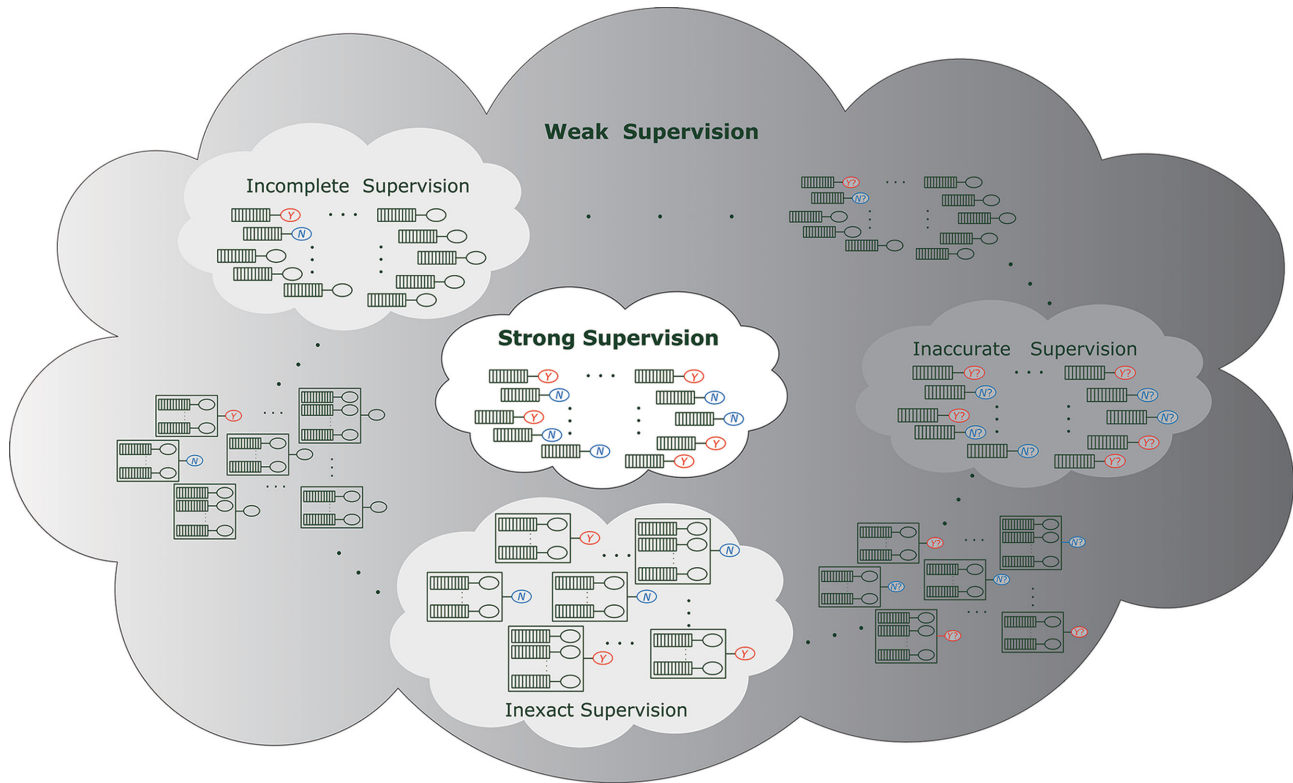 Weak Supervision
Incomplete Supervision
Y
N
Y?
N?
Strong Supervision
Y Y
N N
Y N
N Y
N Y
Inaccurate Supervision
Y? Y?
N? N?
Y? N?
N? Y?
N? Y?
Y
N
Y N
N N
Y Y
Inexact Supervision
Y? N?
N? N?
Y? Y?